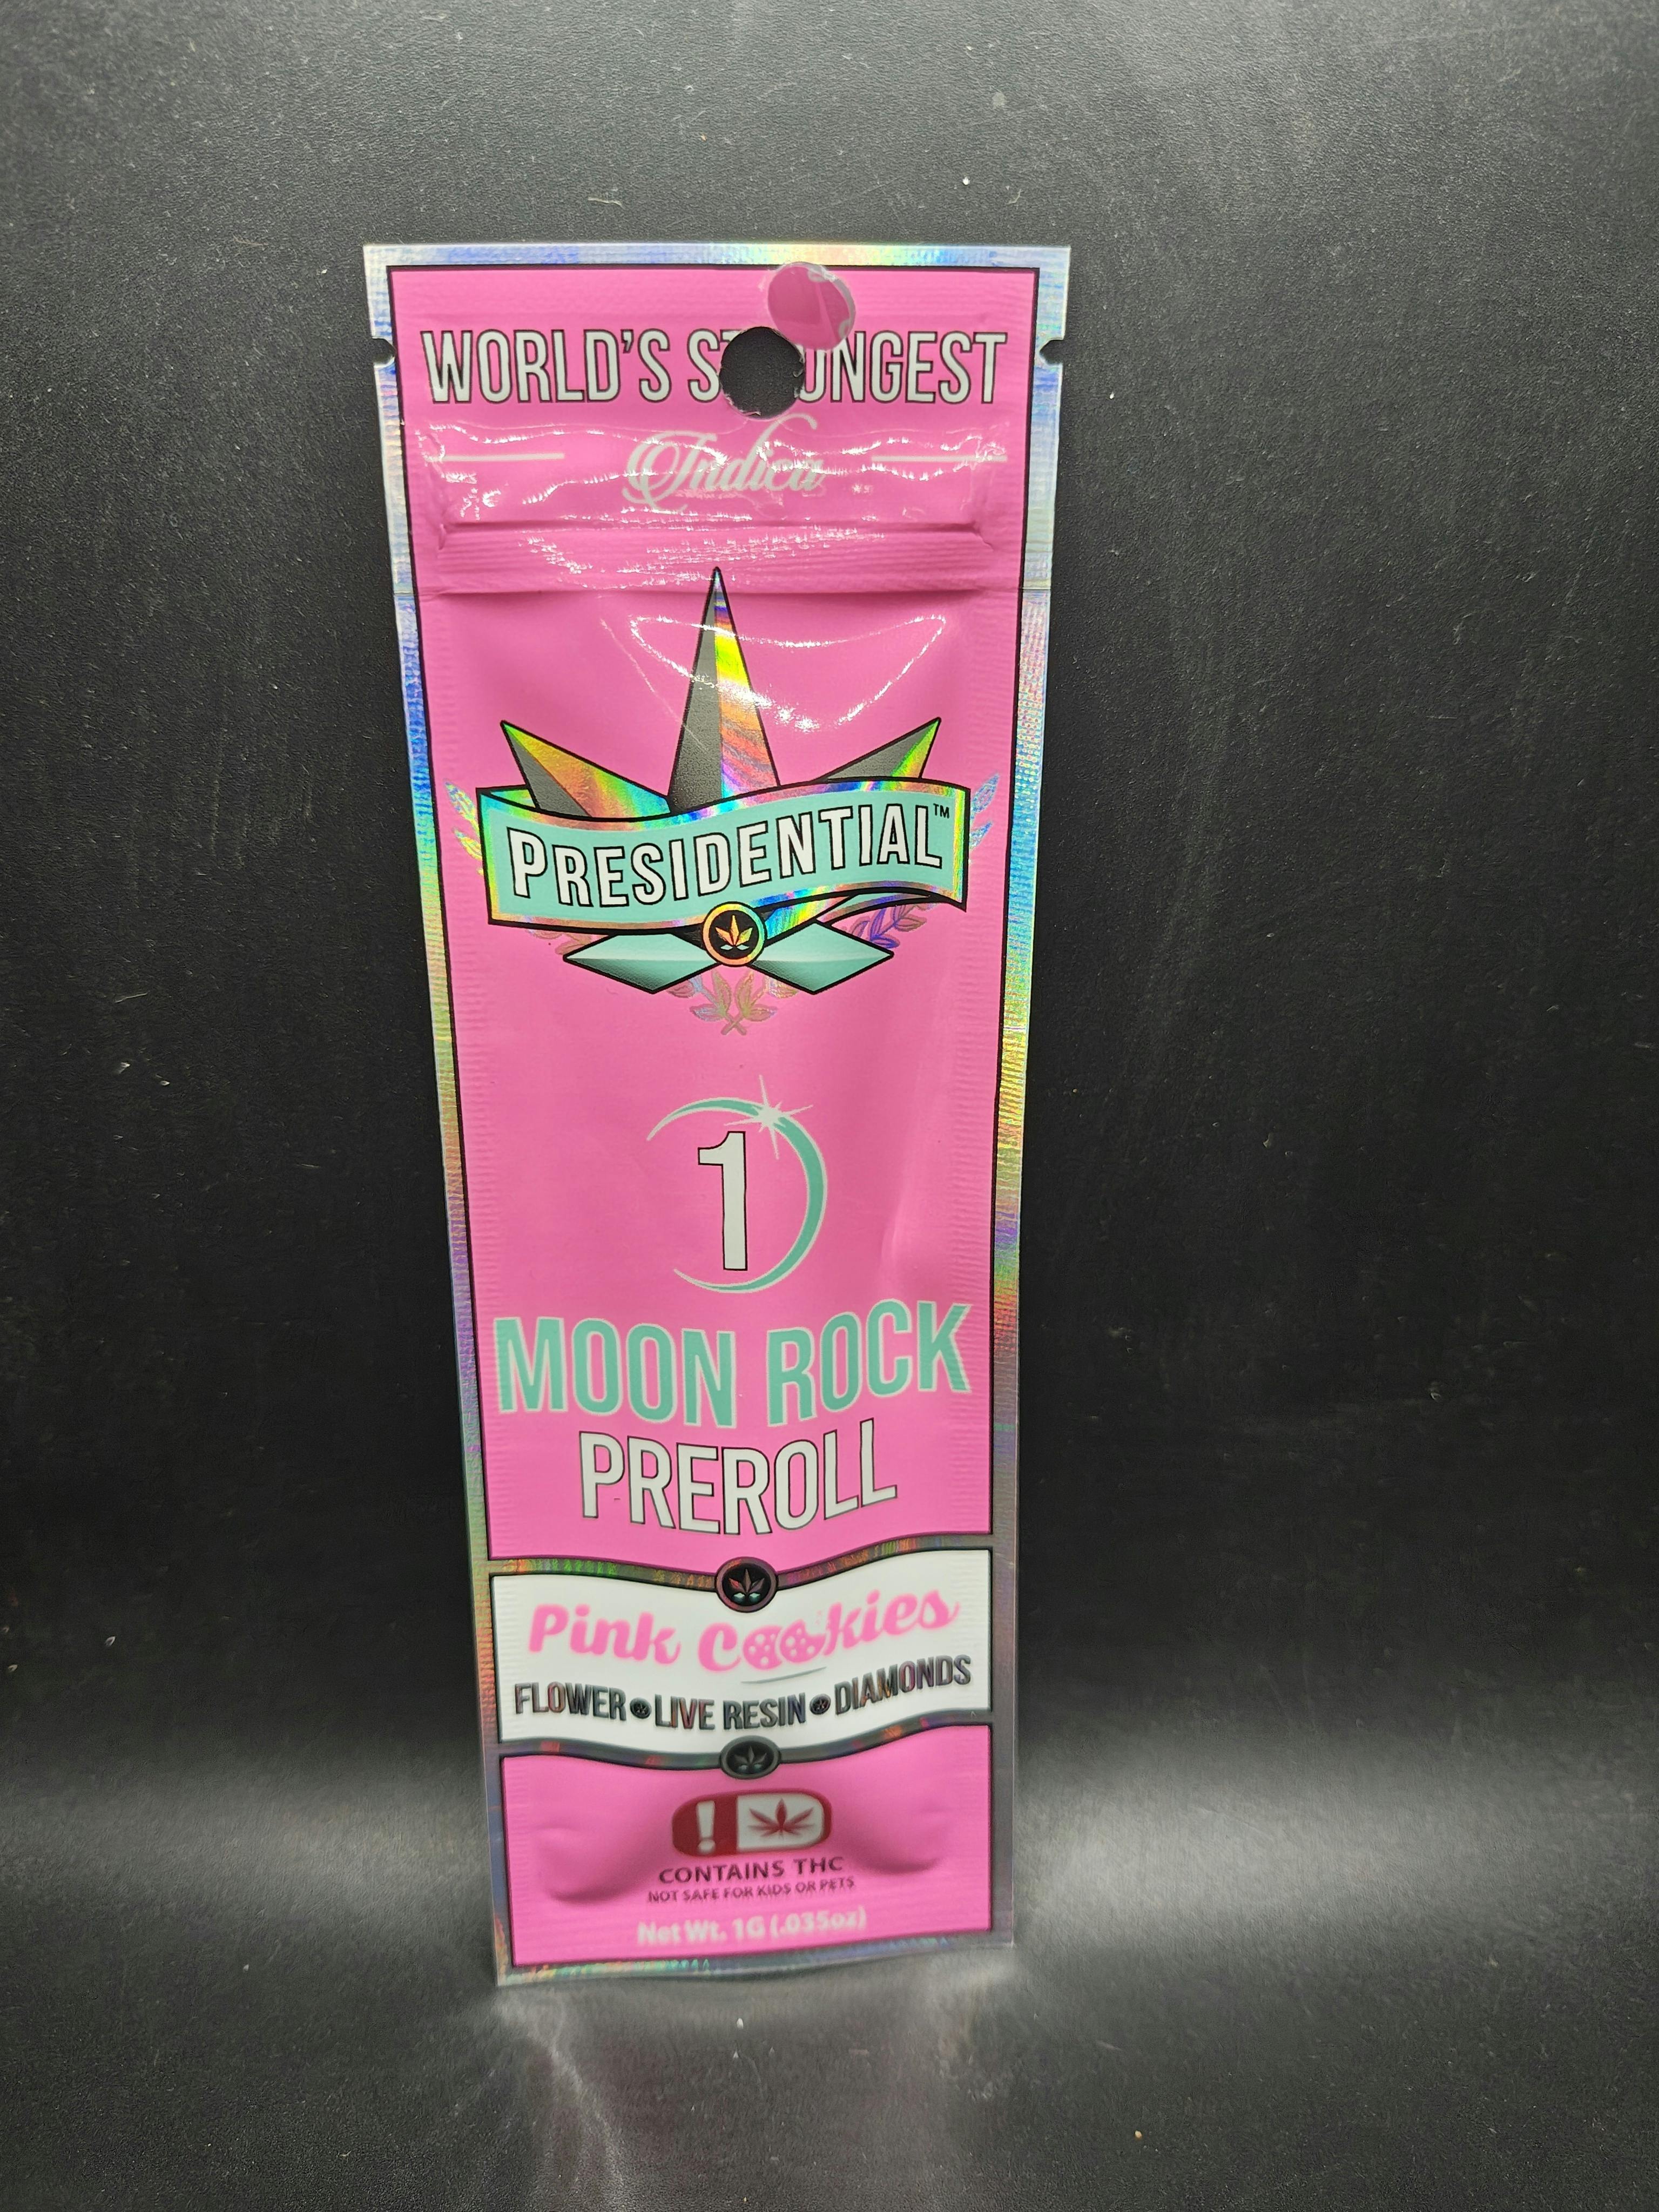 WORLD'S STRONGEST
Indica
PRESIDENTIAL™
1
MOON ROCK
PREROLL
Pink Cookies
FLOWER • LIVE RESIN • DIAMONDS
!
CONTAINS THC
NOT SAFE FOR KIDS OR PETS
Net Wt. 1G (.035oz)